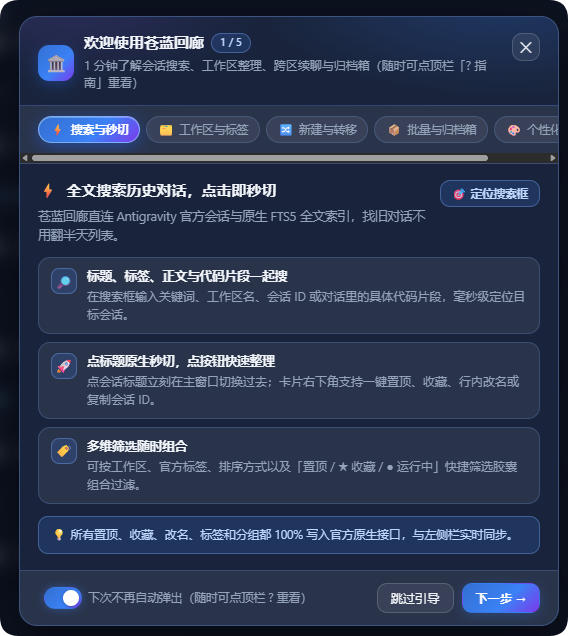 欢迎使用苍蓝回廊 1 / 5
1 分钟了解会话搜索、工作区整理、跨区续聊与归档箱（随时可点顶栏「? 指
南」重看）
搜索与秒切 工作区与标签 新建与转移 批量与归档箱 个性化
全文搜索历史对话，点击即秒切
定位搜索框
苍蓝回廊直连 Antigravity 官方会话与原生 FTS5 全文索引，找旧对话不
用翻半天列表。
标题、标签、正文与代码片段一起搜
在搜索框输入关键词、工作区名、会话 ID 或对话里的具体代码片段，毫秒级定位目
标会话。
点标题原生秒切，点按钮快速整理
点会话标题立刻在主窗口切换过去；卡片右下角支持一键置顶、收藏、行内改名或
复制会话 ID。
多维筛选随时组合
可按工作区、官方标签、排序方式以及「置顶 / ★ 收藏 / ● 运行中」快捷筛选胶囊
组合过滤。
所有置顶、收藏、改名、标签和分组都 100% 写入官方原生接口，与左侧栏实时同步。
下次不再自动弹出（随时可点顶栏 ? 重看）
跳过引导
下一步 →